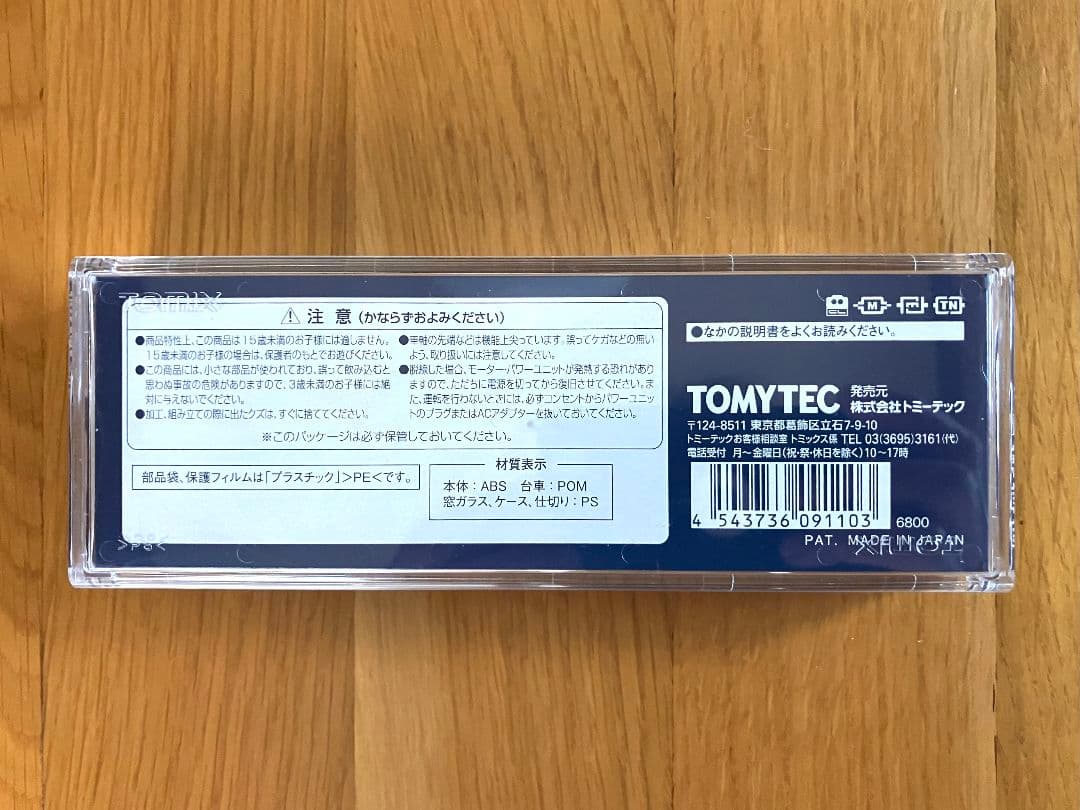 TOMIX
注 意 (かならずおよみください)
●商品特性上、この商品は15歳未満のお子様には適しません。
15歳未満のお子様の場合は、保護者のもとでお遊びください。
●この商品には、小さな部品が使われており、誤って飲み込むと
思わぬ事故の危険がありますので、3歳未満のお子様には絶
対に与えないでください。
●加工、組み立ての際に出たクズは、すぐに捨ててください。
●車軸の先端などは機能上尖っています。誤ってケガなどの無い
よう、取り扱いには注意してください。
●脱線した場合、モーター・パワーユニットが発熱する恐れがあり
ますので、ただちに電源を切ってから復旧させてください。ま
た、運転を行わないときには、必ずコンセントからパワーユニット
のプラグまたはACアダプターを抜いておいてください。
※このパッケージは必ず保管しておいてください。
部品袋、保護フィルムは「プラスチック」>PE<です。
材質表示
本体：ABS 台車：POM
窓ガラス、ケース、仕切り：PS
>PS<
CL M F TN
●なかの説明書をよくお読みください。
TOMYTEC 発売元
株式会社トミーテック
〒124-8511 東京都葛飾区立石7-9-10
トミーテックお客様相談室 トミックス係 TEL 03(3695)3161(代)
電話受付 月～金曜日(祝・祭・休日を除く)10～17時
4 543736 091103
6800
PAT. MADE IN JAPAN
TOMIX